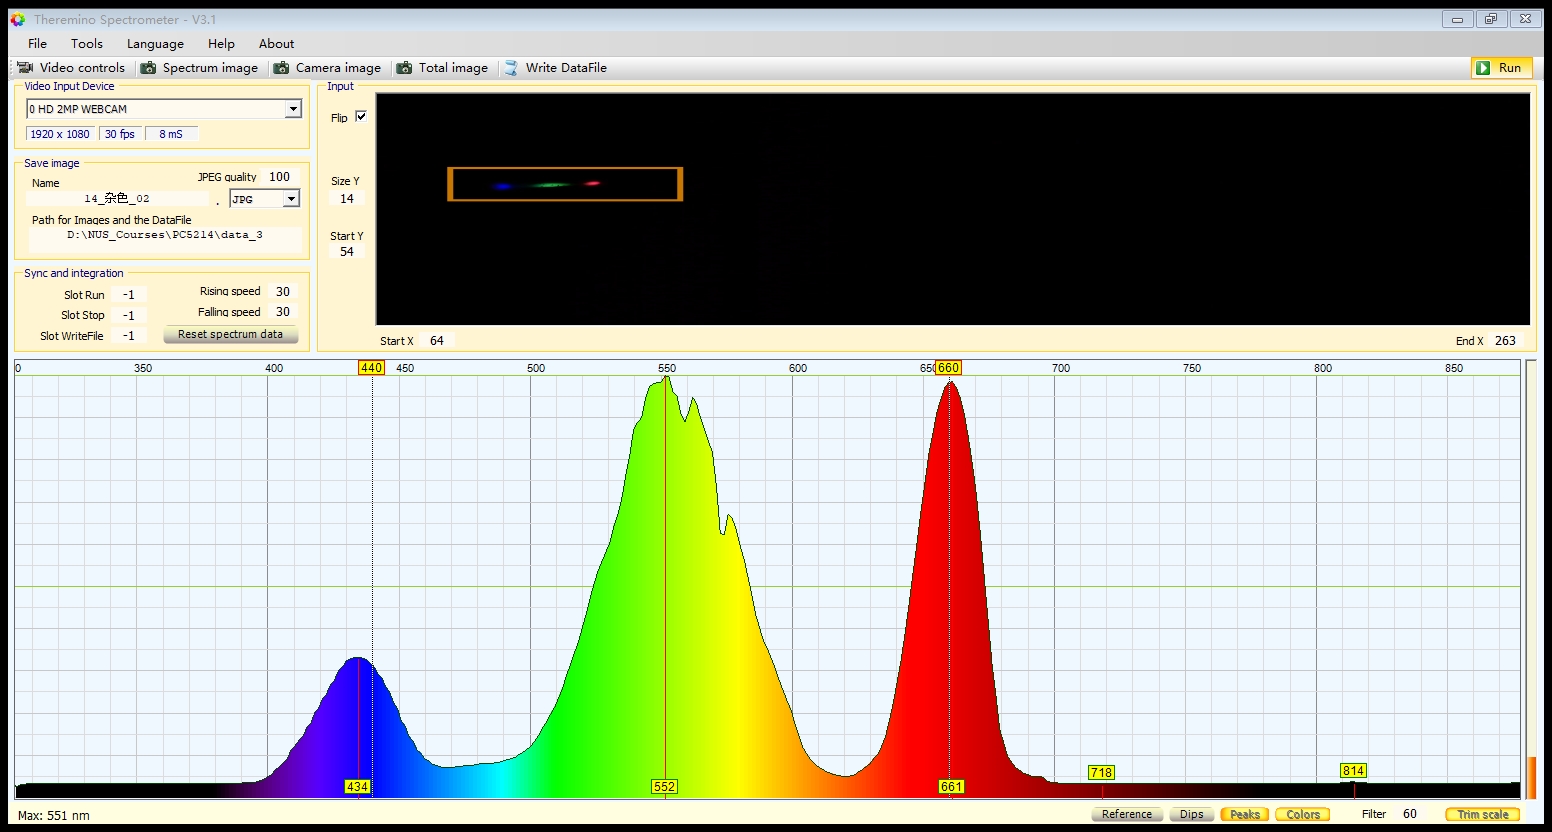 Theremino Spectrometer - V3.1
File Tools Language Help About
Video controls Spectrum image Camera image Total image Write DataFile Run
Video Input Device
0 HD 2MP WEBCAM
1920 x 1080 30 fps 8 mS
Save image
Name JPEG quality 100
14_杂色_02 . JPG
Path for Images and the DataFile
D:\NUS_Courses\PC5214\data_3
Sync and integration
Slot Run -1 Rising speed 30
Slot Stop -1 Falling speed 30
Slot WriteFile -1 Reset spectrum data
Input
Flip
Size Y
14
Start Y
54
Start X 64 End X 263
0 350 400 440 450 500 550 600 650 660 700 750 800 850
434 552 661 718 814
Max: 551 nm Reference Dips Peaks Colors Filter 60 Trim scale